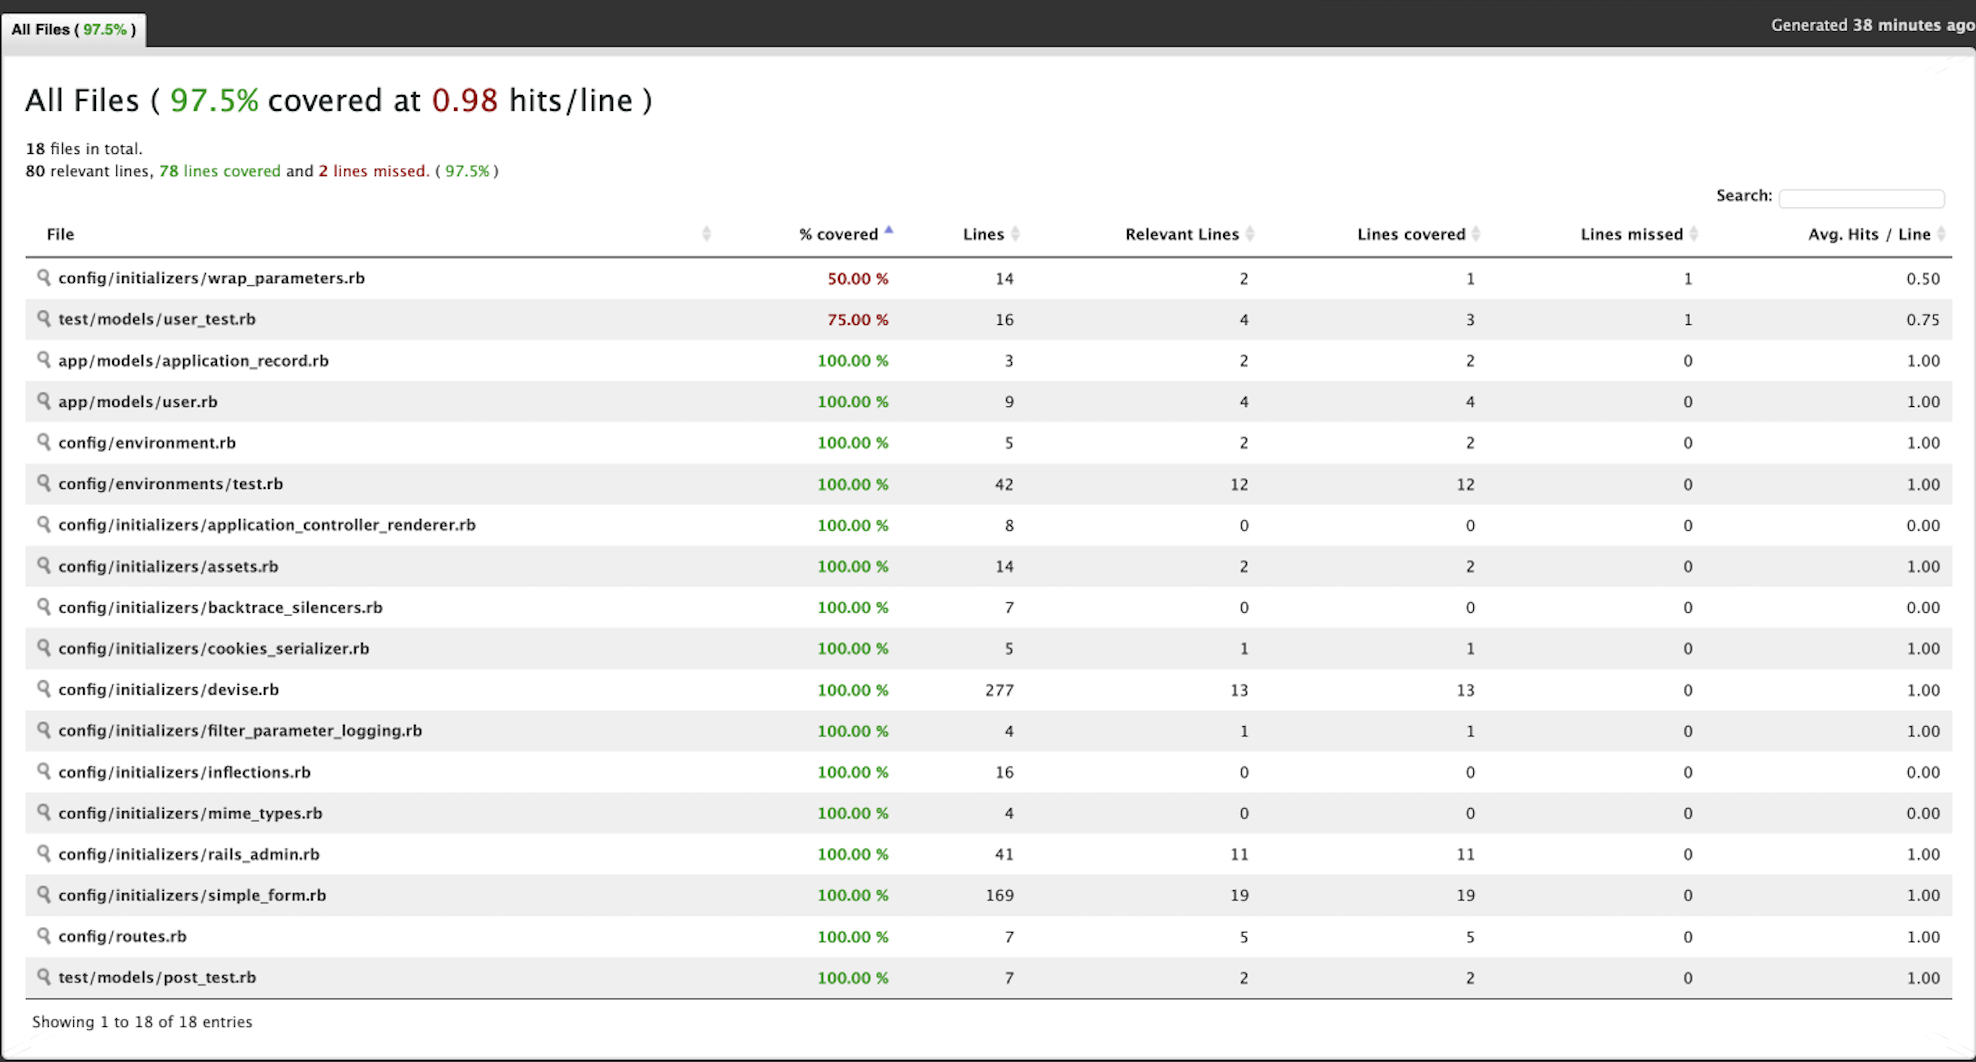 All Files ( 97.5% )
Generated 38 minutes ago
All Files ( 97.5% covered at 0.98 hits/line )
18 files in total.
80 relevant lines, 78 lines covered and 2 lines missed. ( 97.5% )
Search:
File % covered Lines Relevant Lines Lines covered Lines missed Avg. Hits / Line
config/initializers/wrap_parameters.rb 50.00 % 14 2 1 1 0.50
test/models/user_test.rb 75.00 % 16 4 3 1 0.75
app/models/application_record.rb 100.00 % 3 2 2 0 1.00
app/models/user.rb 100.00 % 9 4 4 0 1.00
config/environment.rb 100.00 % 5 2 2 0 1.00
config/environments/test.rb 100.00 % 42 12 12 0 1.00
config/initializers/application_controller_renderer.rb 100.00 % 8 0 0 0 0.00
config/initializers/assets.rb 100.00 % 14 2 2 0 1.00
config/initializers/backtrace_silencers.rb 100.00 % 7 0 0 0 0.00
config/initializers/cookies_serializer.rb 100.00 % 5 1 1 0 1.00
config/initializers/devise.rb 100.00 % 277 13 13 0 1.00
config/initializers/filter_parameter_logging.rb 100.00 % 4 1 1 0 1.00
config/initializers/inflections.rb 100.00 % 16 0 0 0 0.00
config/initializers/mime_types.rb 100.00 % 4 0 0 0 0.00
config/initializers/rails_admin.rb 100.00 % 41 11 11 0 1.00
config/initializers/simple_form.rb 100.00 % 169 19 19 0 1.00
config/routes.rb 100.00 % 7 5 5 0 1.00
test/models/post_test.rb 100.00 % 7 2 2 0 1.00
Showing 1 to 18 of 18 entries